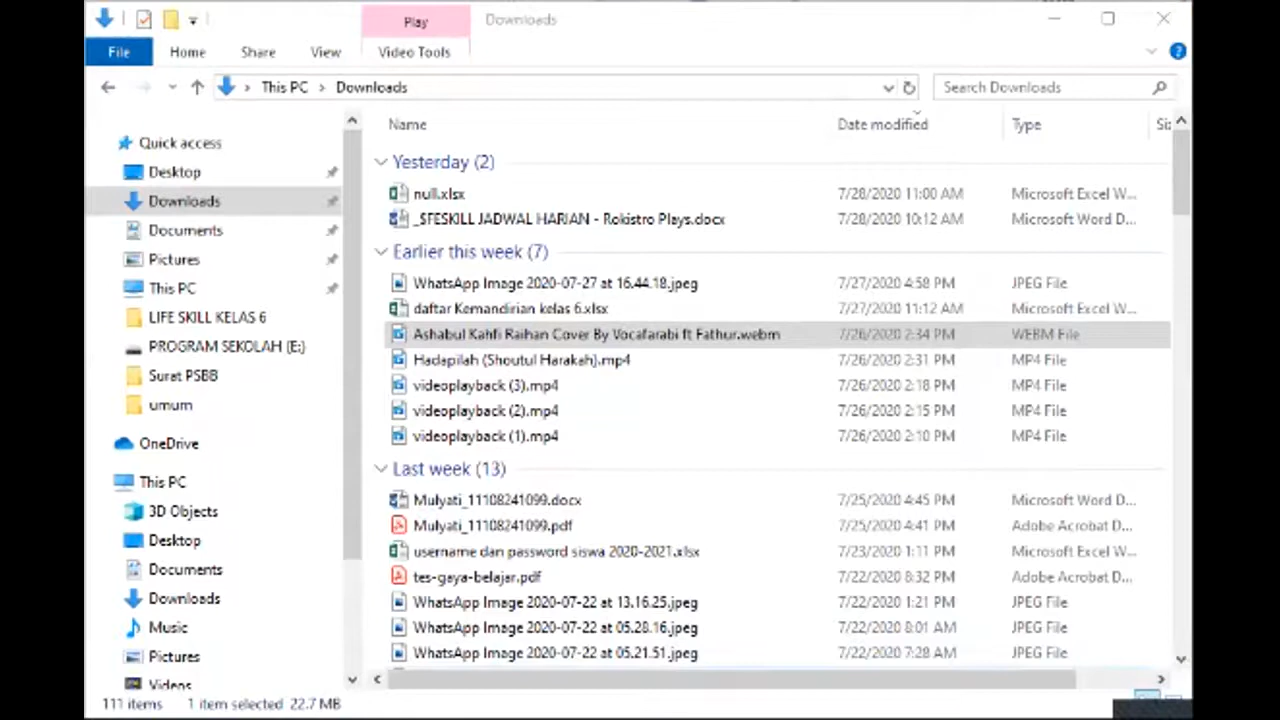 Play
Downloads
File
Home
Share
View
Video Tools
This PC
Downloads
Search Downloads
Name
Date modified
Type
Quick access
Desktop
Downloads
Documents
Pictures
This PC
LIFE SKILL KELAS 6
PROGRAM SEKOLAH (E:)
Surat PSBB
umum
OneDrive
This PC
3D Objects
Desktop
Documents
Downloads
Music
Pictures
Videos
Yesterday (2)
null.xlsx 7/28/2020 11:00 AM Microsoft Excel W...
_SFESKILL JADWAL HARIAN - Rokistro Plays.docx 7/28/2020 10:12 AM Microsoft Word D...
Earlier this week (7)
WhatsApp Image 2020-07-27 at 16.44.18.jpeg 7/27/2020 4:58 PM JPEG File
daftar Kemandirian kelas 6.xlsx 7/27/2020 11:12 AM Microsoft Excel W...
Ashabul Kahfi Raihan Cover By Vocafarabi ft Fathur.webm 7/26/2020 2:34 PM WEBM File
Hadapilah (Shoutul Harakah).mp4 7/26/2020 2:31 PM MP4 File
videoplayback (3).mp4 7/26/2020 2:18 PM MP4 File
videoplayback (2).mp4 7/26/2020 2:15 PM MP4 File
videoplayback (1).mp4 7/26/2020 2:10 PM MP4 File
Last week (13)
Mulyati_11108241099.docx 7/25/2020 4:45 PM Microsoft Word D...
Mulyati_11108241099.pdf 7/25/2020 4:41 PM Adobe Acrobat D...
username dan password siswa 2020-2021.xlsx 7/23/2020 1:11 PM Microsoft Excel W...
tes-gaya-belajar.pdf 7/22/2020 8:32 PM Adobe Acrobat D...
WhatsApp Image 2020-07-22 at 13.16.25.jpeg 7/22/2020 1:21 PM JPEG File
WhatsApp Image 2020-07-22 at 05.28.16.jpeg 7/22/2020 8:01 AM JPEG File
WhatsApp Image 2020-07-22 at 05.21.51.jpeg 7/22/2020 7:28 AM JPEG File
111 items 1 item selected 22.7 MB